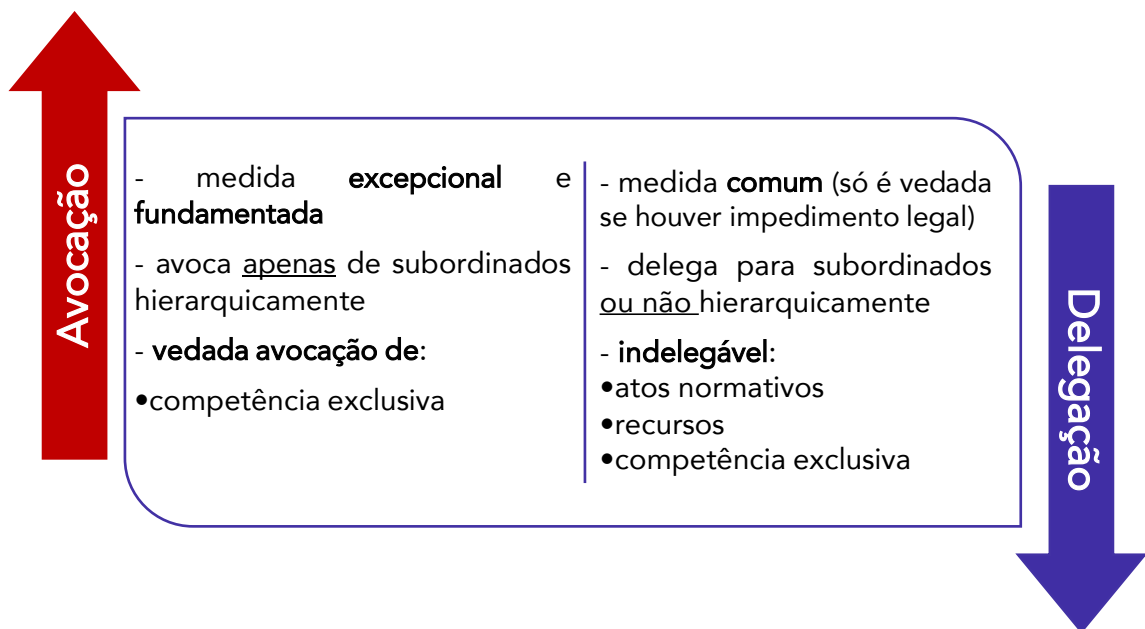 Avocação
- medida excepcional e
fundamentada
- avoca apenas de subordinados
hierarquicamente
- vedada avocação de:
•competência exclusiva
- medida comum (só é vedada
se houver impedimento legal)
- delega para subordinados
ou não hierarquicamente
- indelegável:
•atos normativos
•recursos
•competência exclusiva
Delegação